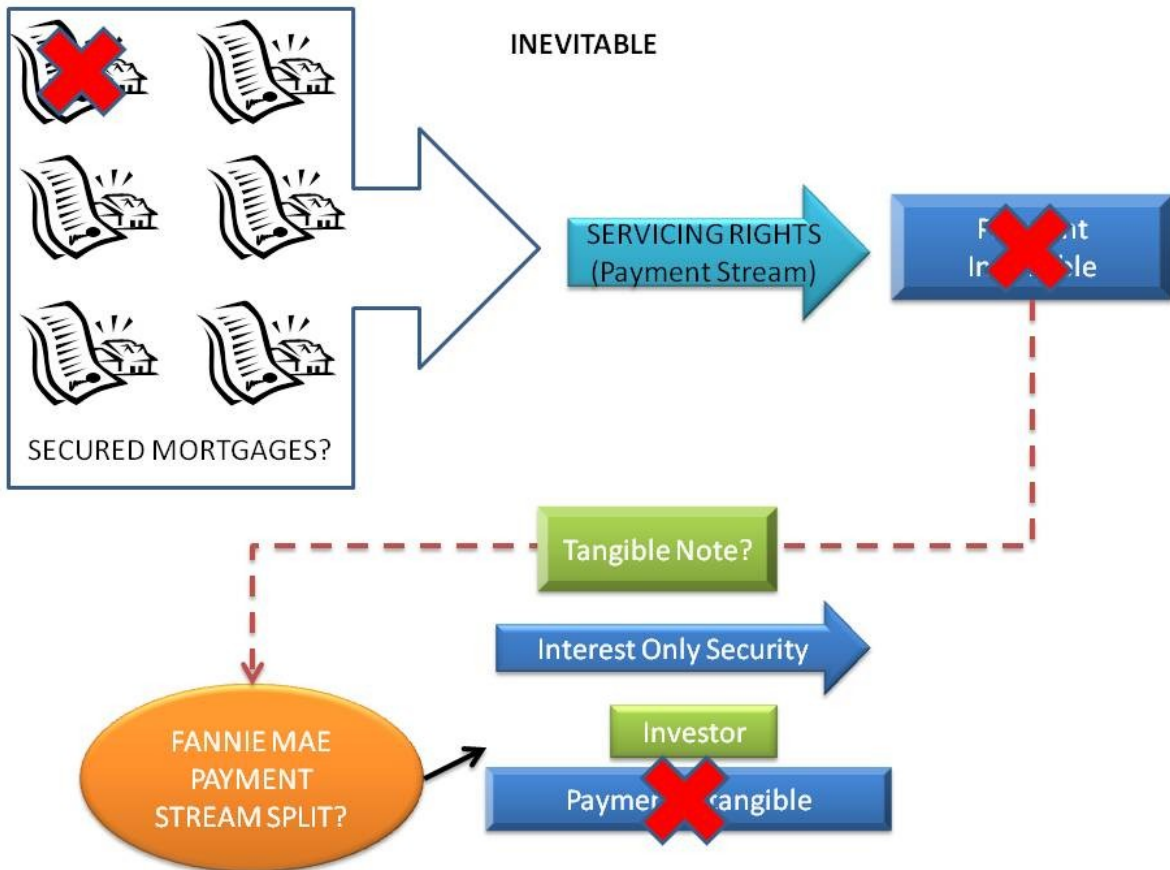 INEVITABLE
SERVICING RIGHTS
(Payment Stream)
SECURED MORTGAGES?
Tangible Note?
Interest Only Security
Investor
FANNIE MAE
PAYMENT
STREAM SPLIT?